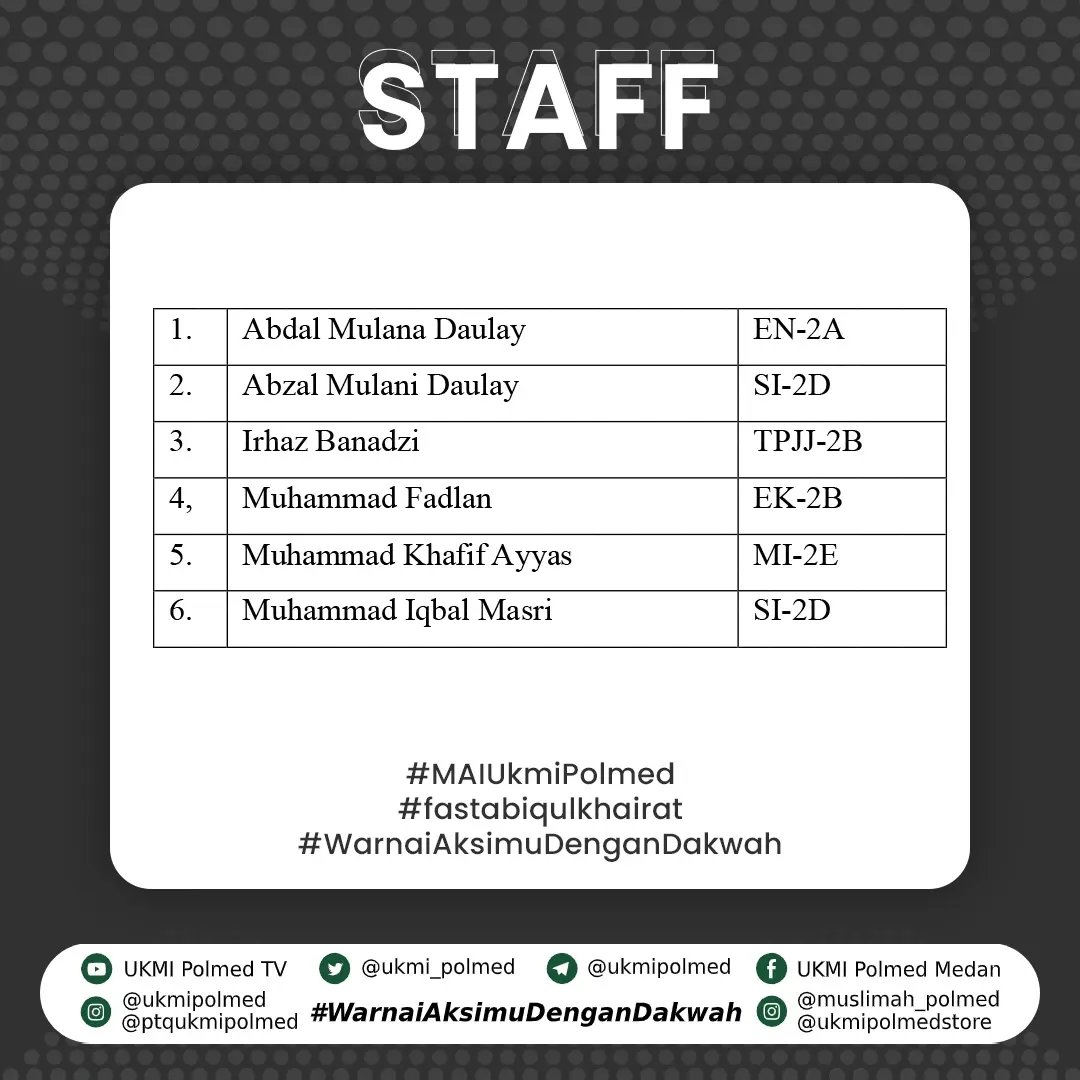 STAFF
1. Abdal Mulana Daulay EN-2A
2. Abzal Mulani Daulay SI-2D
3. Irhaz Banadzi TPJJ-2B
4, Muhammad Fadlan EK-2B
5. Muhammad Khafif Ayyas MI-2E
6. Muhammad Iqbal Masri SI-2D
#MAIUkmiPolmed
#fastabiqulkhairat
#WarnaiAksimuDenganDakwah
UKMI Polmed TV @ukmi_polmed @ukmipolmed UKMI Polmed Medan
@ukmipolmed
@ptqukmipolmed
#WarnaiAksimuDenganDakwah
@muslimah_polmed
@ukmipolmedstore